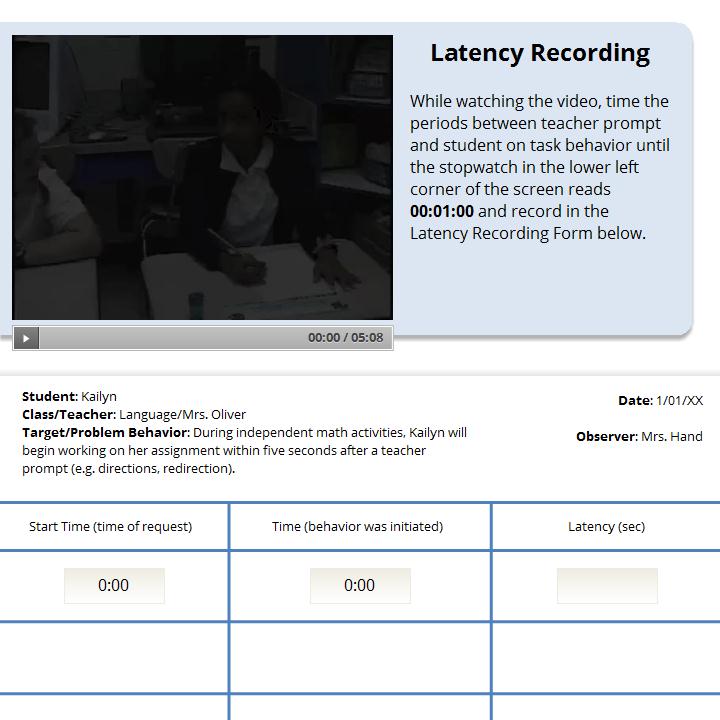 Latency Recording
While watching the video, time the
periods between teacher prompt
and student on task behavior until
the stopwatch in the lower left
corner of the screen reads
00:01:00 and record in the
Latency Recording Form below.
00:00 / 05:08
Student: Kailyn
Class/Teacher: Language/Mrs. Oliver
Target/Problem Behavior: During independent math activities, Kailyn will
begin working on her assignment within five seconds after a teacher
prompt (e.g. directions, redirection).
Date: 1/01/XX
Observer: Mrs. Hand
Start Time (time of request) Time (behavior was initiated) Latency (sec)
0:00 0:00